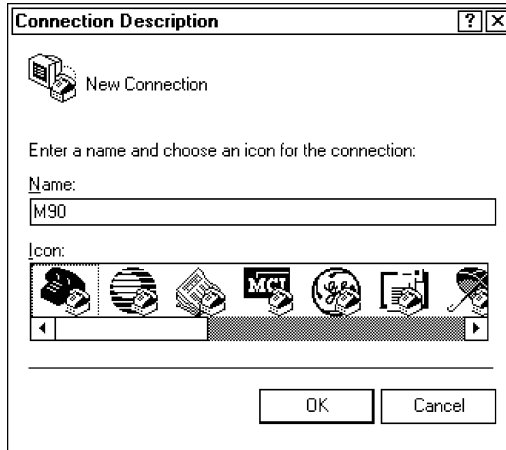 Connection Description
New Connection
Enter a name and choose an icon for the connection:
Name:
M90
Icon:
MCI
OK
Cancel